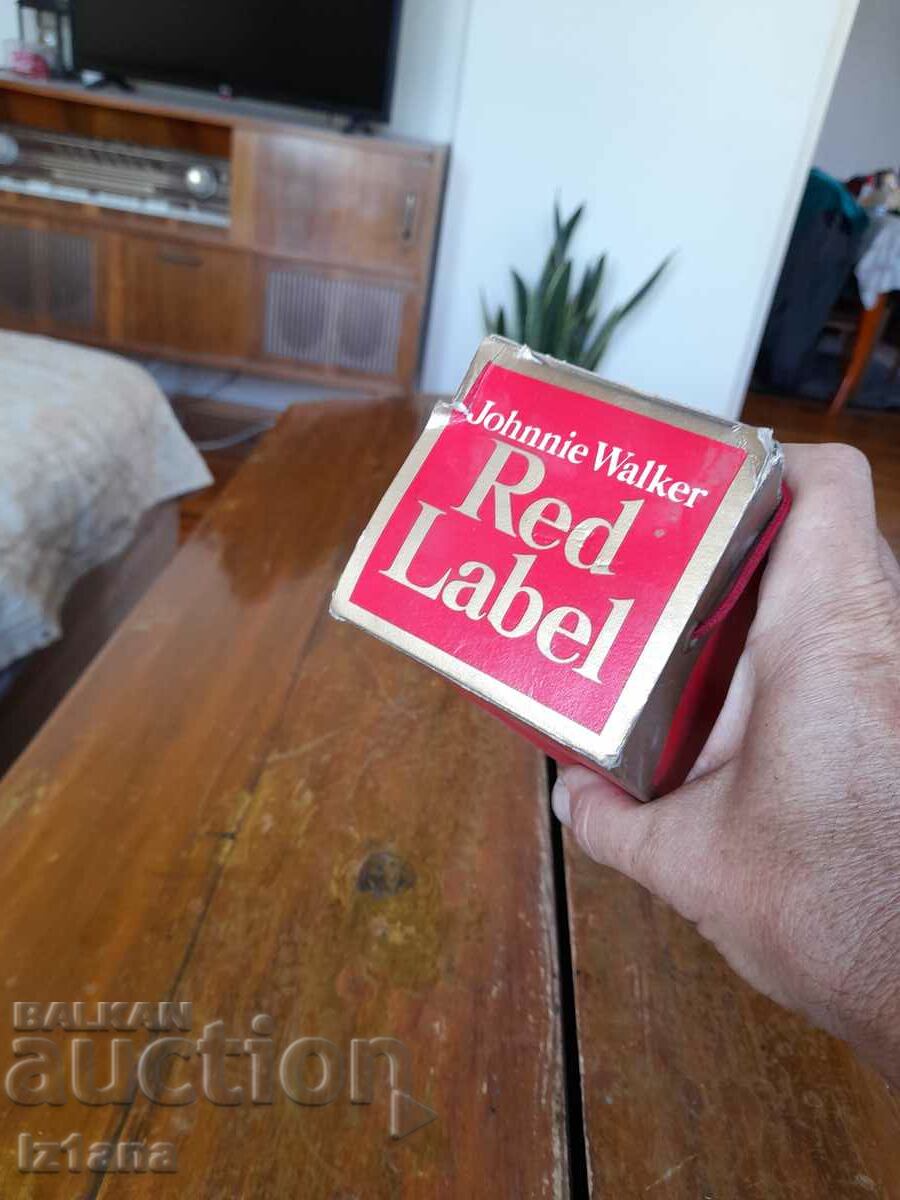 Johnnie Walker
Red
Label
BALKAN
auction
Iz1ana